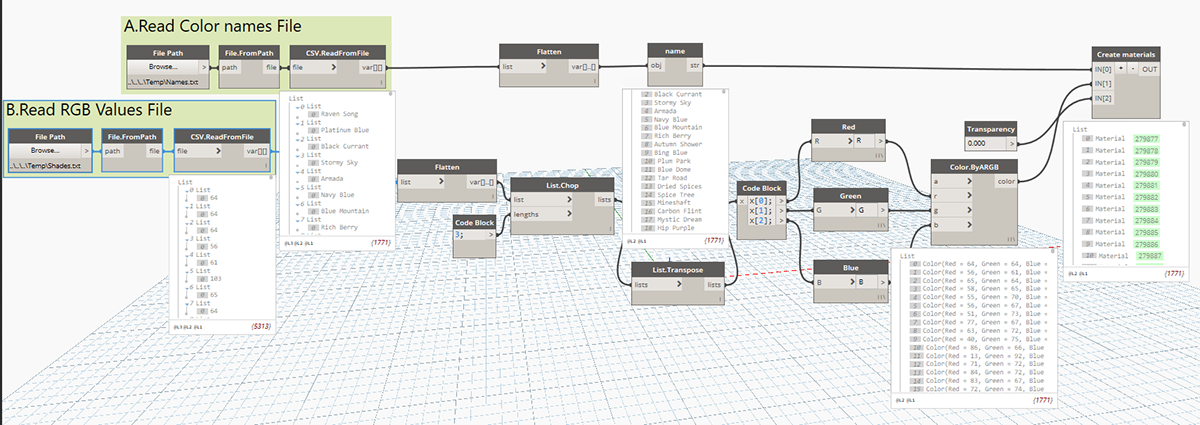 A.Read Color names File
File Path
Browse...
>
..\..\..\Temp\Names.txt
File.FromPath
path
file
CSV.ReadFromFile
file
>
var[][]
Flatten
list
>
var[]..[]
name
obj
str
Create materials
IN[0]
+
-
OUT
IN[1]
IN[2]
B.Read RGB Values File
File Path
Browse...
>
..\..\..\Temp\Shades.txt
File.FromPath
path
file
CSV.ReadFromFile
file
>
var[][]
List
0 List
0 Raven Song
1 List
0 Platinum Blue
2 List
0 Black Currant
3 List
0 Stormy Sky
4 List
0 Armada
5 List
0 Navy Blue
6 List
0 Blue Mountain
7 List
0 Rich Berry
@L3 @L2 @L1
{1771}
List
0 List
0 64
1 List
0 64
2 List
0 64
3 List
0 56
4 List
0 61
5 List
0 103
6 List
0 65
7 List
0 64
@L3 @L2 @L1
{5313}
Flatten
list
>
var[]..[]
Code Block
3;
>
List.Chop
list
>
lists
lengths
>
2 Black Currant
3 Stormy Sky
4 Armada
5 Navy Blue
6 Blue Mountain
7 Rich Berry
8 Autumn Shower
9 Bing Blue
10 Plum Park
11 Blue Dome
12 Tar Road
13 Dried Spices
14 Spice Tree
15 Mineshaft
16 Carbon Flint
17 Mystic Dream
18 Hip Purple
@L2 @L1
{1771}
List.Transpose
lists
>
lists
Code Block
x
x[0];
>
x[1];
>
x[2];
>
Red
R
>
R
>
Green
G
>
G
>
Blue
B
>
B
>
Transparency
0.000
>
Color.ByARGB
a
>
color
r
>
g
>
b
>
List
0 Color(Red = 64, Green = 64, Blue =
1 Color(Red = 56, Green = 61, Blue =
2 Color(Red = 65, Green = 64, Blue =
3 Color(Red = 58, Green = 65, Blue =
4 Color(Red = 55, Green = 70, Blue =
5 Color(Red = 56, Green = 67, Blue =
6 Color(Red = 51, Green = 73, Blue =
7 Color(Red = 77, Green = 67, Blue =
8 Color(Red = 63, Green = 72, Blue =
9 Color(Red = 40, Green = 75, Blue =
10 Color(Red = 86, Green = 66, Blue
11 Color(Red = 13, Green = 92, Blue
12 Color(Red = 71, Green = 72, Blue
13 Color(Red = 84, Green = 72, Blue
14 Color(Red = 83, Green = 67, Blue
15 Color(Red = 72, Green = 74, Blue
@L2 @L1
{1771}
List
0 Material 279877
1 Material 279878
2 Material 279879
3 Material 279880
4 Material 279881
5 Material 279882
6 Material 279883
7 Material 279884
8 Material 279885
9 Material 279886
10 Material 279887
@L2 @L1
{1771}